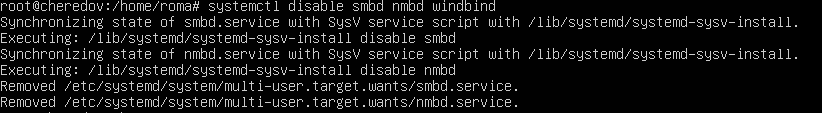 root@cheredov:/home/roma# systemctl disable smbd nmbd windbind
Synchronizing state of smbd.service with SysV service script with /lib/systemd/systemd-sysv-install.
Executing: /lib/systemd/systemd-sysv-install disable smbd
Synchronizing state of nmbd.service with SysV service script with /lib/systemd/systemd-sysv-install.
Executing: /lib/systemd/systemd-sysv-install disable nmbd
Removed /etc/systemd/system/multi-user.target.wants/smbd.service.
Removed /etc/systemd/system/multi-user.target.wants/nmbd.service.